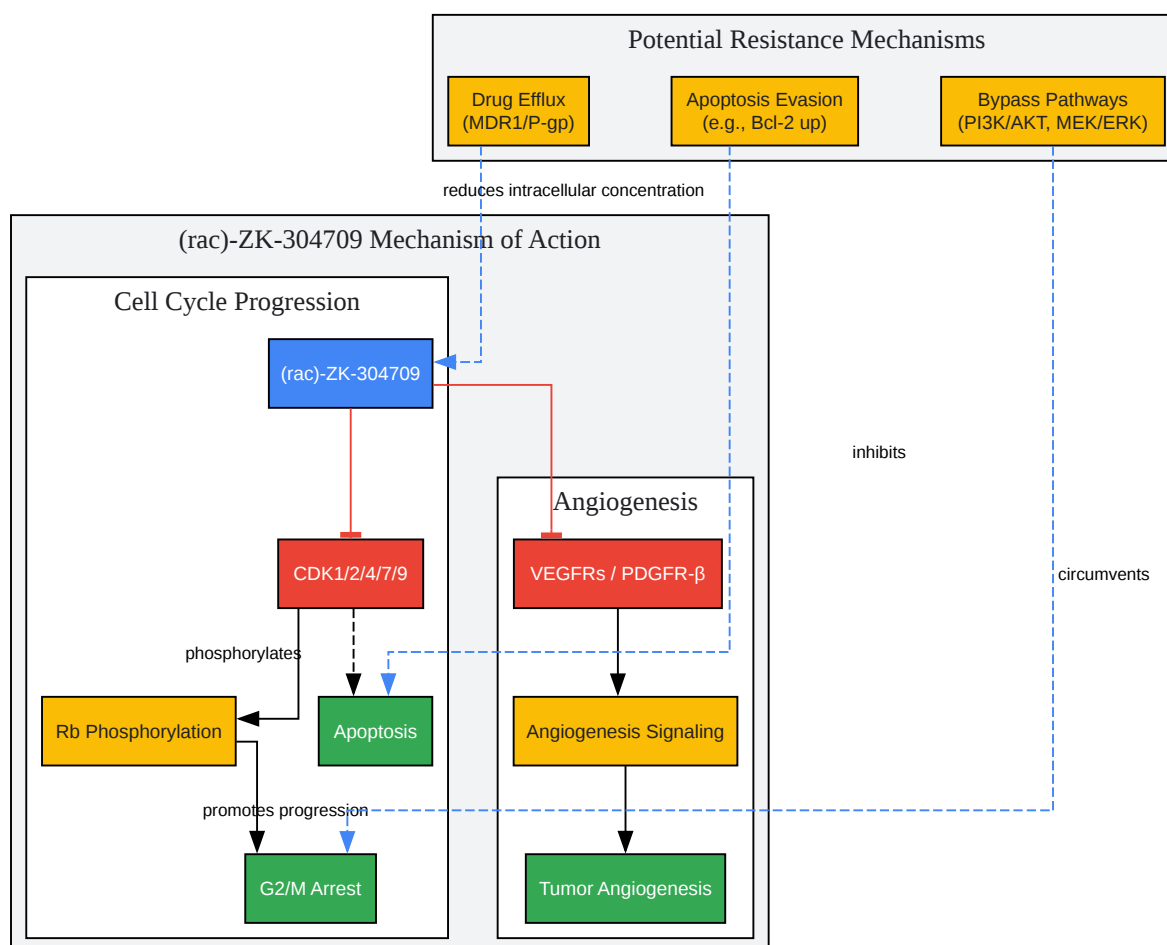 Potential Resistance Mechanisms
Drug Efflux
(MDR1/P-gp)
Apoptosis Evasion
(e.g., Bcl-2 up)
Bypass Pathways
(PI3K/AKT, MEK/ERK)
reduces intracellular concentration
(rac)-ZK-304709 Mechanism of Action
Cell Cycle Progression
(rac)-ZK-304709
inhibits
Angiogenesis
CDK1/2/4/7/9
VEGFRs / PDGFR-β
circumvents
phosphorylates
Rb Phosphorylation
Apoptosis
Angiogenesis Signaling
promotes progression
G2/M Arrest
Tumor Angiogenesis